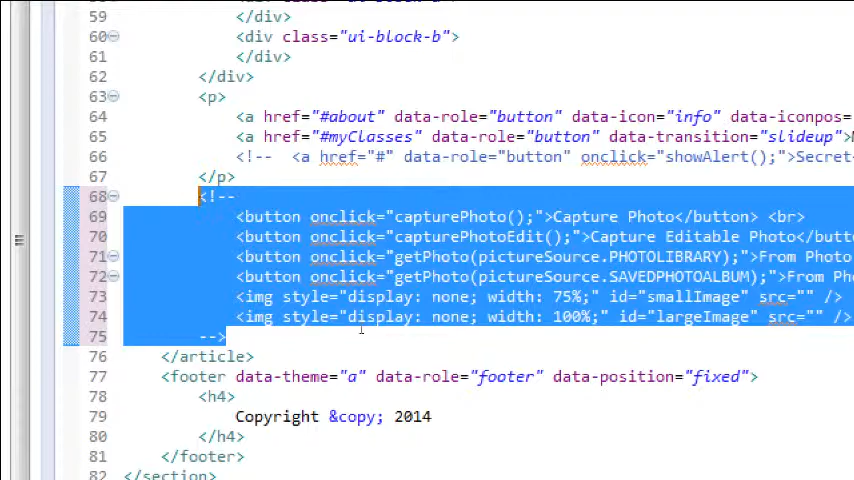 59 </div>
60 <div class="ui-block-b">
61 </div>
62 </div>
63 <p>
64 <a href="#about" data-role="button" data-icon="info" data-iconpos=
65 <a href="#myClasses" data-role="button" data-transition="slideup">
66 <!-- <a href="#" data-role="button" onclick="showAlert();">Secret
67 </p>
68 <!--
69 <button onclick="capturePhoto();">Capture Photo</button> <br>
70 <button onclick="capturePhotoEdit();">Capture Editable Photo</butt
71 <button onclick="getPhoto(pictureSource.PHOTOLIBRARY);">From Photo
72 <button onclick="getPhoto(pictureSource.SAVEDPHOTOALBUM);">From Ph
73 <img style="display: none; width: 75%;" id="smallImage" src="" />
74 <img style="display: none; width: 100%;" id="largeImage" src="" />
75 -->
76 </article>
77 <footer data-theme="a" data-role="footer" data-position="fixed">
78 <h4>
79 Copyright &copy; 2014
80 </h4>
81 </footer>
82 </section>